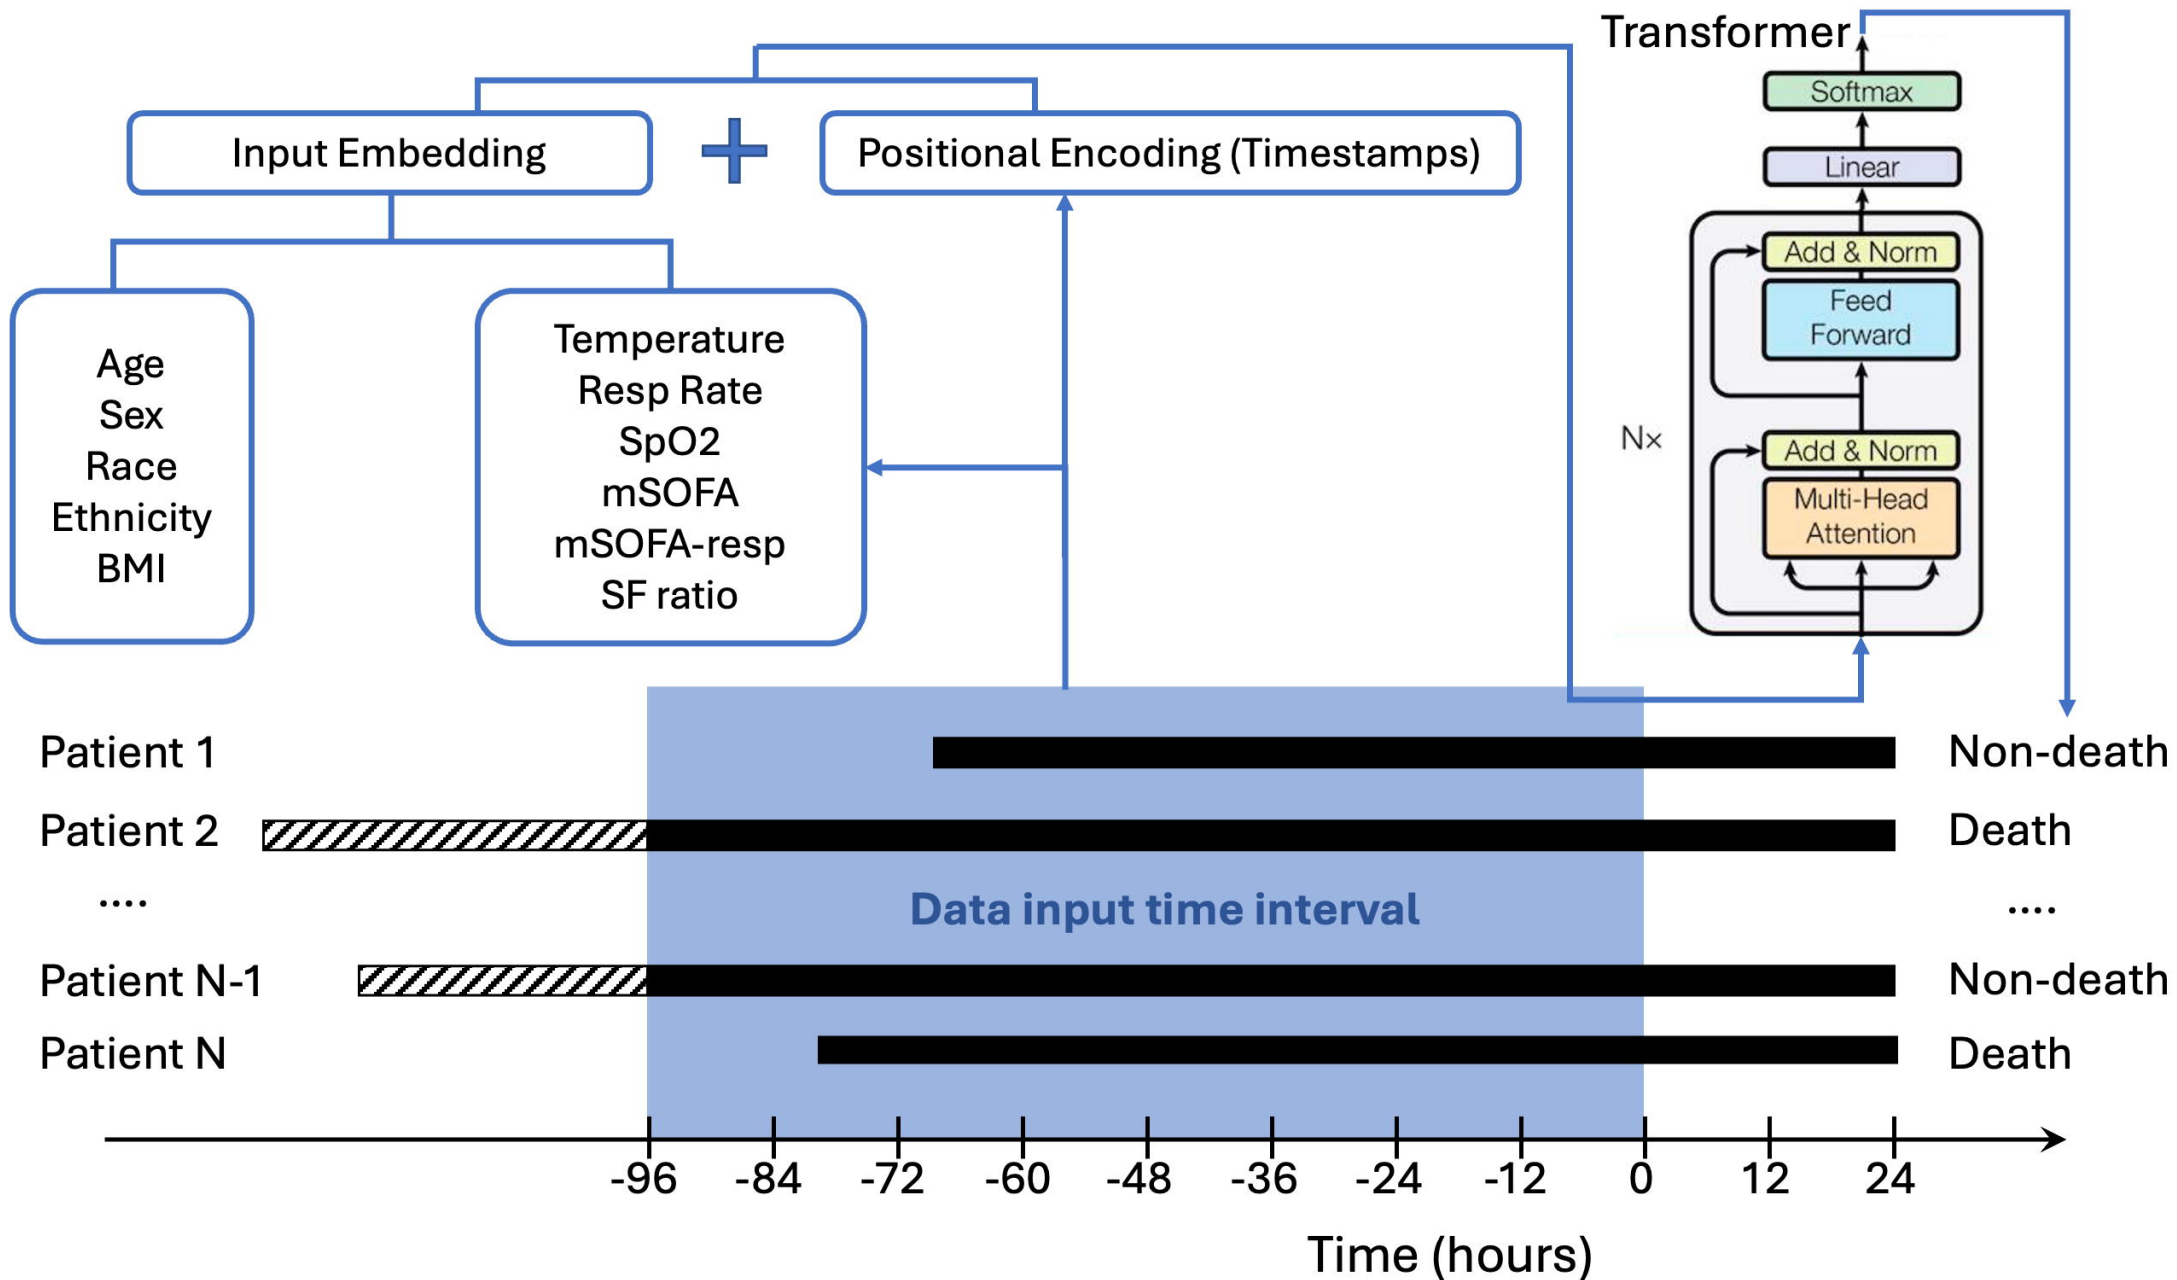 Transformer
Softmax
Linear
Add & Norm
Feed
Forward
Add & Norm
Multi-Head
Attention
N×
Input Embedding
Positional Encoding (Timestamps)
Age
Sex
Race
Ethnicity
BMI
Temperature
Resp Rate
SpO2
mSOFA
mSOFA-resp
SF ratio
Patient 1
Non-death
Patient 2
Death
....
Data input time interval
....
Patient N-1
Non-death
Patient N
Death
-96 -84 -72 -60 -48 -36 -24 -12 0 12 24
Time (hours)